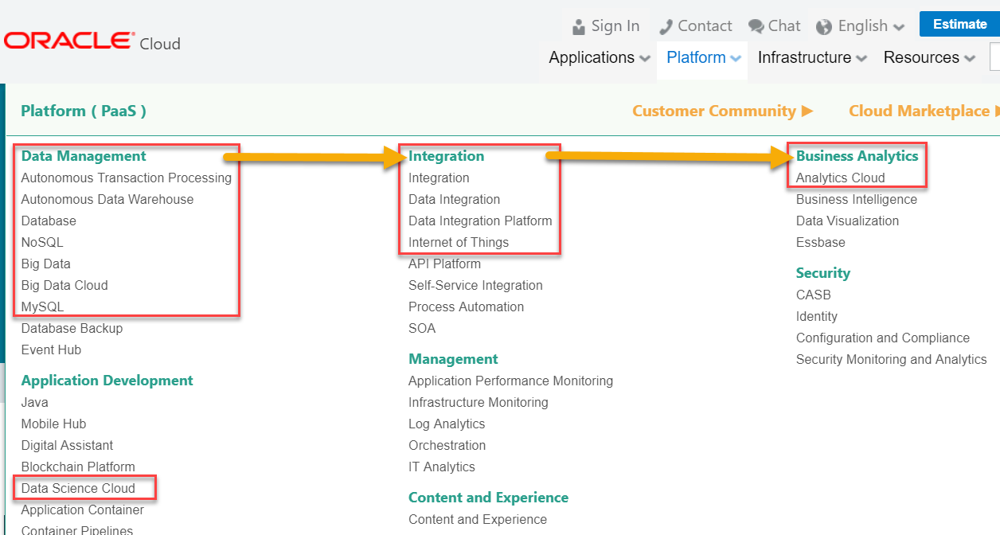 Sign In
Contact
Chat
English
Estimate
ORACLE Cloud
Applications
Platform
Infrastructure
Resources
Platform ( PaaS )
Customer Community
Cloud Marketplace
Data Management
Autonomous Transaction Processing
Autonomous Data Warehouse
Database
NoSQL
Big Data
Big Data Cloud
MySQL
Database Backup
Event Hub
Application Development
Java
Mobile Hub
Digital Assistant
Blockchain Platform
Data Science Cloud
Application Container
Container Pipelines
Integration
Integration
Data Integration
Data Integration Platform
Internet of Things
API Platform
Self-Service Integration
Process Automation
SOA
Management
Application Performance Monitoring
Infrastructure Monitoring
Log Analytics
Orchestration
IT Analytics
Content and Experience
Content and Experience
Business Analytics
Analytics Cloud
Business Intelligence
Data Visualization
Essbase
Security
CASB
Identity
Configuration and Compliance
Security Monitoring and Analytics